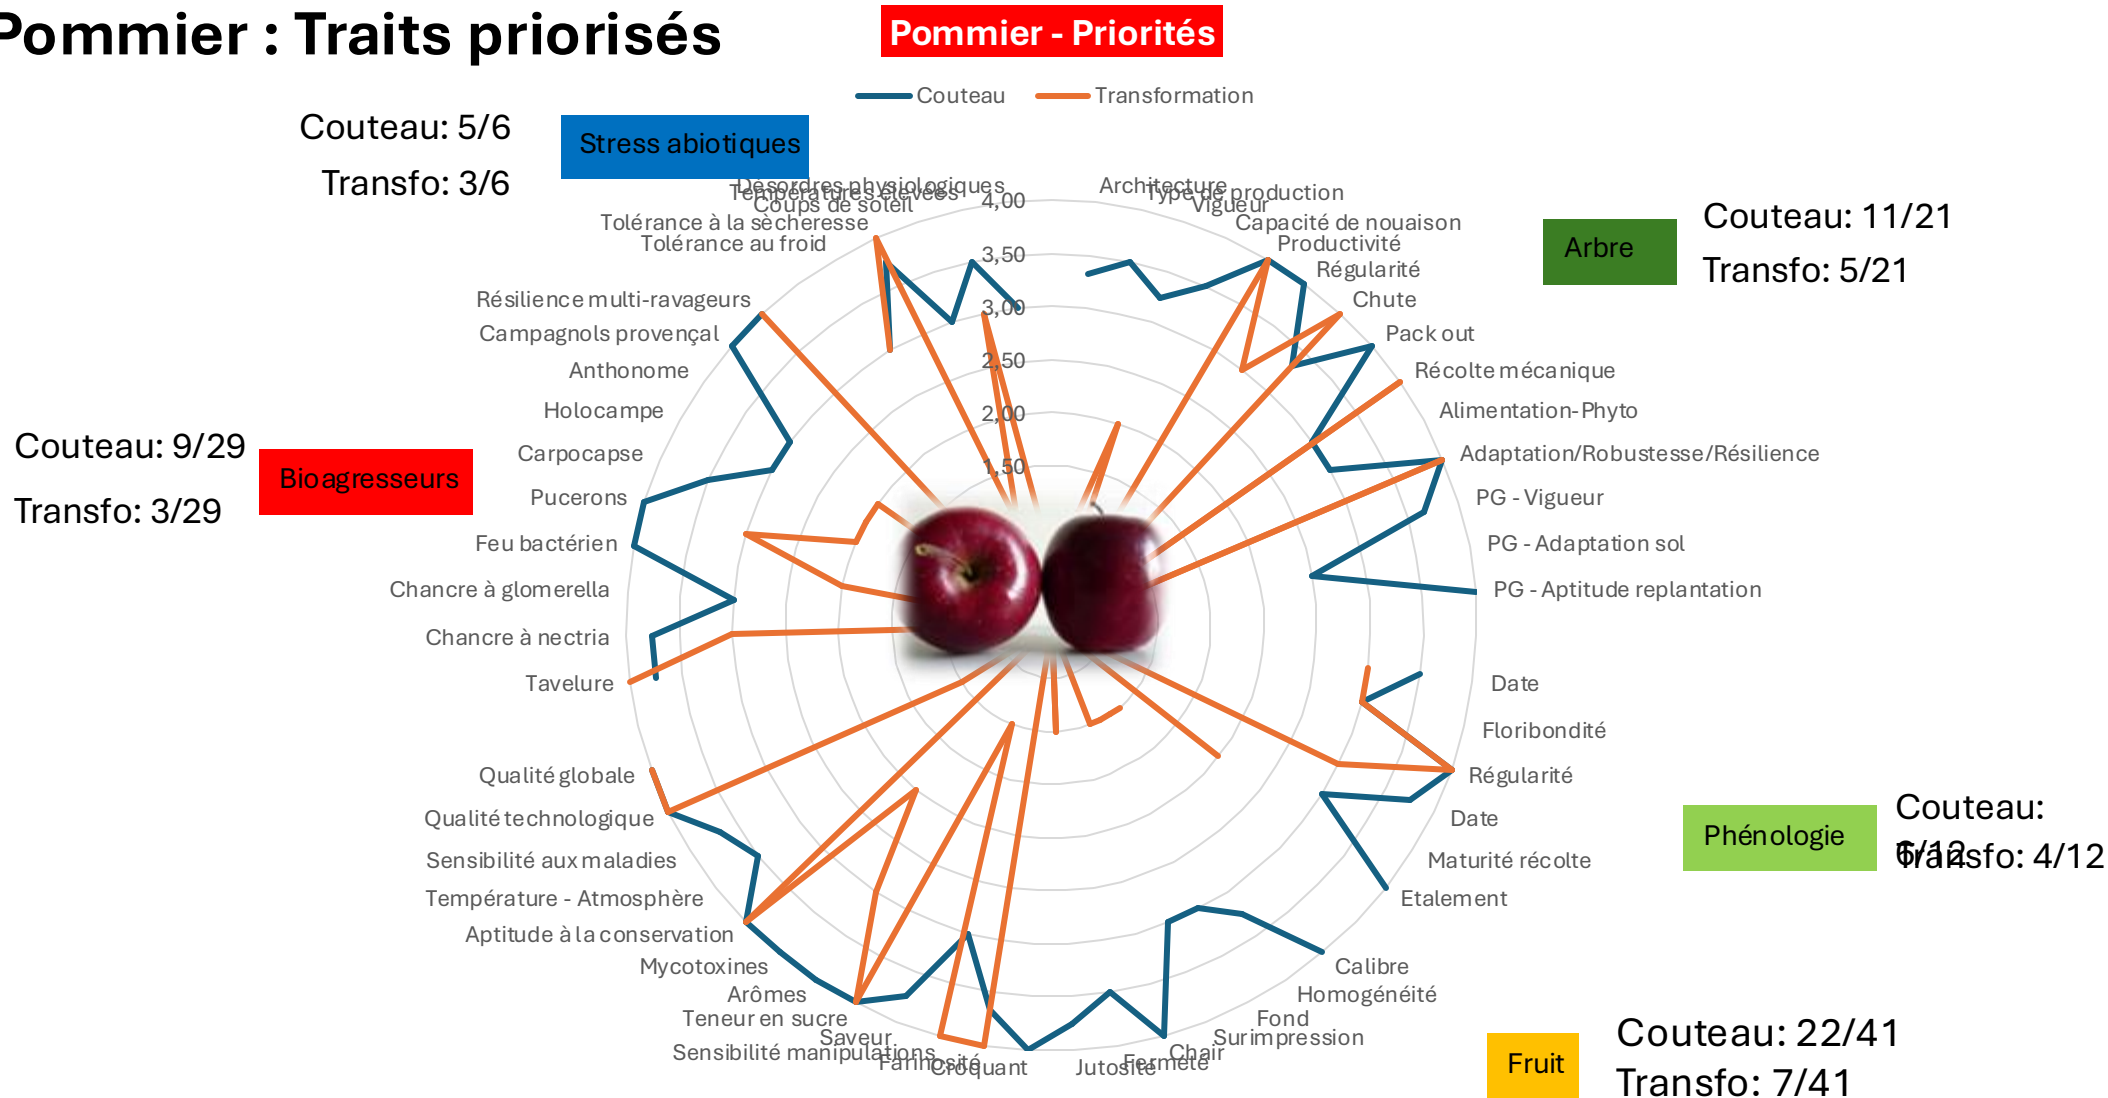 Pommier : Traits priorisés
Pommier - Priorités
Couteau
Transformation
Couteau: 5/6
Transfo: 3/6
Stress abiotiques
Arbre
Couteau: 11/21
Transfo: 5/21
Couteau: 9/29
Transfo: 3/29
Bioagresseurs
Phénologie
Couteau:
6/12
Transfo: 4/12
Fruit
Couteau: 22/41
Transfo: 7/41
4,00
3,50
3,00
2,50
2,00
1,50
Architecture
Type de production
Vigueur
Capacité de nouaison
Productivité
Régularité
Chute
Pack out
Récolte mécanique
Alimentation-Phyto
Adaptation/Robustesse/Résilience
PG - Vigueur
PG - Adaptation sol
PG - Aptitude replantation
Date
Floribondité
Régularité
Date
Maturité récolte
Etalement
Calibre
Homogénéité
Fond
Surimpression
Chair
Fermeté
Jutosité
Croquant
Farinosité
Sensibilité manipulations
Saveur
Teneur en sucre
Arômes
Mycotoxines
Aptitude à la conservation
Température - Atmosphère
Sensibilité aux maladies
Qualité technologique
Qualité globale
Tavelure
Chancre à nectria
Chancre à glomerella
Feu bactérien
Pucerons
Carpocapse
Holocampe
Anthonome
Campagnols provençal
Résilience multi-ravageurs
Tolérance au froid
Tolérance à la sècheresse
Coups de soleil
Températures élevées
Désordres physiologiques